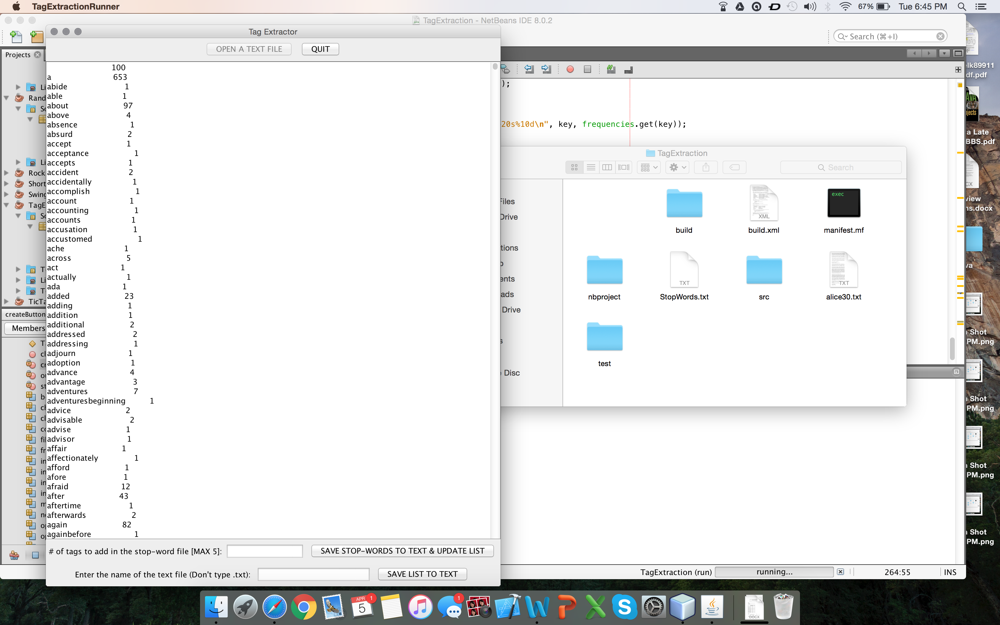 TagExtractionRunner
67%
Tue 6:45 PM
TagExtraction - NetBeans IDE 8.0.2
Tag Extractor
Search (⌘+I)
OPEN A TEXT FILE
QUIT
Projects
100
a 653
abide 1
able 1
about 97
above 4
absence 1
absurd 2
accept 1
acceptance 1
accepts 1
accident 2
accidentally 1
accomplish 1
account 1
accounting 1
accounts 1
accusation 1
accustomed 1
ache 1
across 5
act 1
actually 1
ada 1
added 23
adding 1
addition 1
additional 2
addressed 2
addressing 1
adjourn 1
adoption 1
advance 4
advantage 3
adventures 7
adventuresbeginning 1
advice 2
advisable 2
advise 1
advisor 1
affair 1
affectionately 1
afford 1
afore 1
afraid 12
after 43
aftertime 1
afterwards 2
again 82
againbefore 1
# of tags to add in the stop-word file [MAX 5]:
SAVE STOP-WORDS TO TEXT & UPDATE LIST
Enter the name of the text file (Don't type .txt):
SAVE LIST TO TEXT
Li
Rand
Sc
Li
Rock
Short
Swing
TagE
Sc
T
Li
T
TicTa
createButton
Members
);
20s%10d\n", key, frequencies.get(key));
TagExtraction
Search
Files
Drive
tions
ents
ads
Drive
s
Disc
exec
XML
build
build.xml
manifest.mf
TXT
TXT
nbproject
StopWords.txt
src
alice30.txt
test
TagExtraction (run)
running...
264:55
INS
elk89911
df.pdf
AVA
ojects
a Late
BBS.pdf
CX
view
ns.docx
va
Shot
PM.png
Shot
PM.png
Shot
PM.png
Shot
PM.png
APR
5
1
1
DOCX